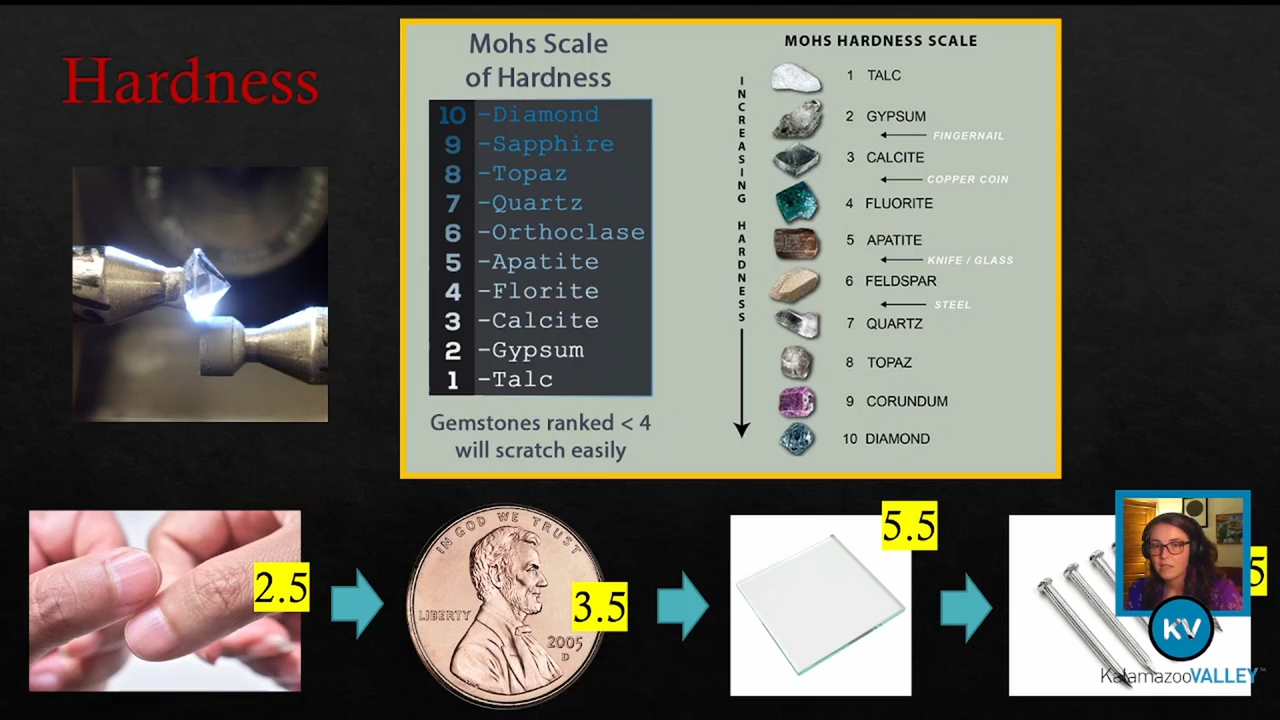 Hardness
Mohs Scale
of Hardness
10 -Diamond
9 -Sapphire
8 -Topaz
7 -Quartz
6 -Orthoclase
5 -Apatite
4 -Florite
3 -Calcite
2 -Gypsum
1 -Talc
Gemstones ranked < 4
will scratch easily
MOHS HARDNESS SCALE
INCREASING HARDNESS
1 TALC
2 GYPSUM
FINGERNAIL
3 CALCITE
COPPER COIN
4 FLUORITE
5 APATITE
KNIFE / GLASS
6 FELDSPAR
STEEL
7 QUARTZ
8 TOPAZ
9 CORUNDUM
10 DIAMOND
2.5
IN GOD WE TRUST
LIBERTY
2005
D
3.5
5.5
5
KV
KalamazooVALLEY™